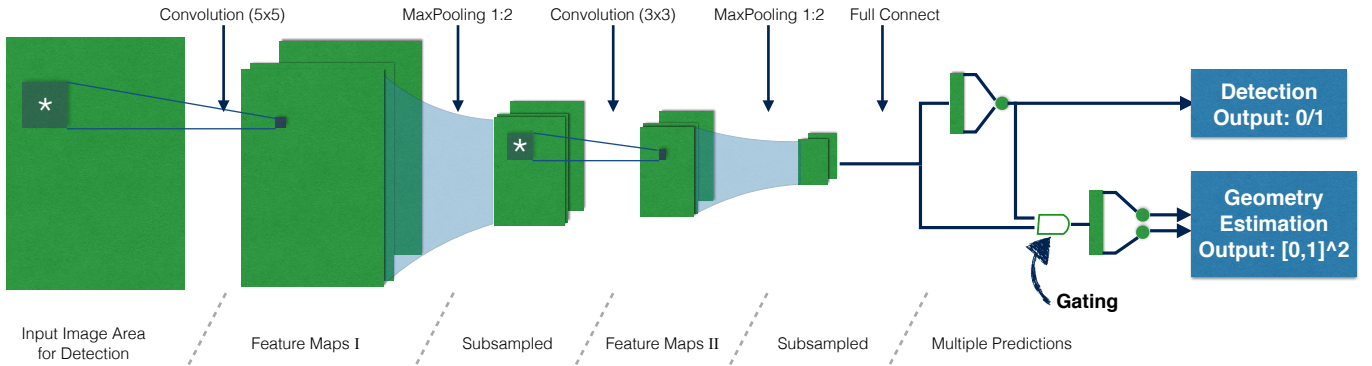 Convolution (5x5)
MaxPooling 1:2
Convolution (3x3)
MaxPooling 1:2
Full Connect
*
*
Detection
Output: 0/1
Geometry
Estimation
Output: [0,1]^2
Gating
Input Image Area
for Detection
Feature Maps I
Subsampled
Feature Maps II
Subsampled
Multiple Predictions